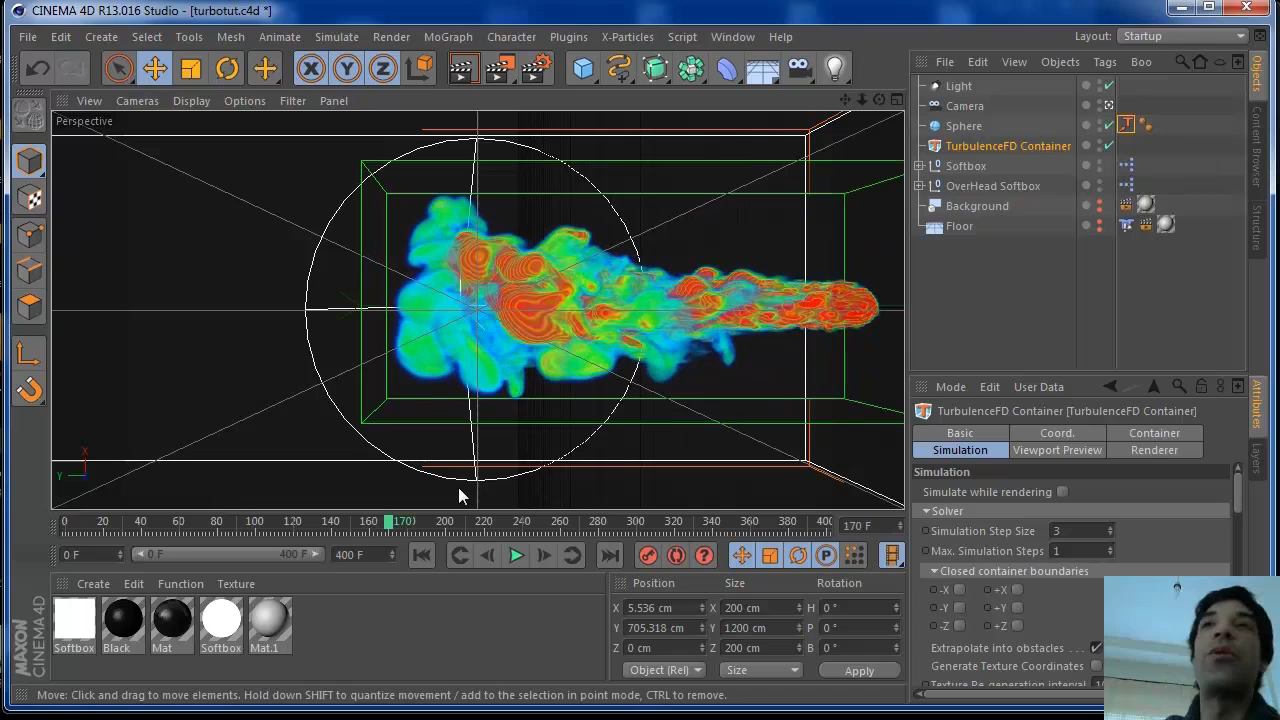 CINEMA 4D R13.016 Studio - [turbotut.c4d *]
File Edit Create Select Tools Mesh Animate Simulate Render MoGraph Character Plugins X-Particles Script Window Help
Layout: Startup
X Y Z
File Edit View Objects Tags Boo
View Cameras Display Options Filter Panel
Perspective
Light
Camera
Sphere
TurbulenceFD Container
Softbox
OverHead Softbox
Background
Floor
Objects
Content Browser
Structure
X
Y
Mode Edit User Data
TurbulenceFD Container [TurbulenceFD Container]
Basic Coord. Container
Simulation Viewport Preview Renderer
Attributes
Layers
Simulation
Simulate while rendering
Solver
Simulation Step Size 3
Max. Simulation Steps 1
Closed container boundaries
-X +X
-Y +Y
-Z +Z
Extrapolate into obstacles . . .
Generate Texture Coordinates
0 20 40 60 80 100 120 140 160 170) 200 220 240 260 280 300 320 340 360 380 400 170 F
0 F 0 F 400 F 400 F
P
Create Edit Function Texture
Softbox Black Mat Softbox Mat.1
Position Size Rotation
X 5.536 cm X 200 cm H 0 °
Y 705.318 cm Y 1200 cm P 0 °
Z 0 cm Z 200 cm B 0 °
Object (Rel) Size Apply
MAXON
CINEMA 4D
Move: Click and drag to move elements. Hold down SHIFT to quantize movement / add to the selection in point mode, CTRL to remove.